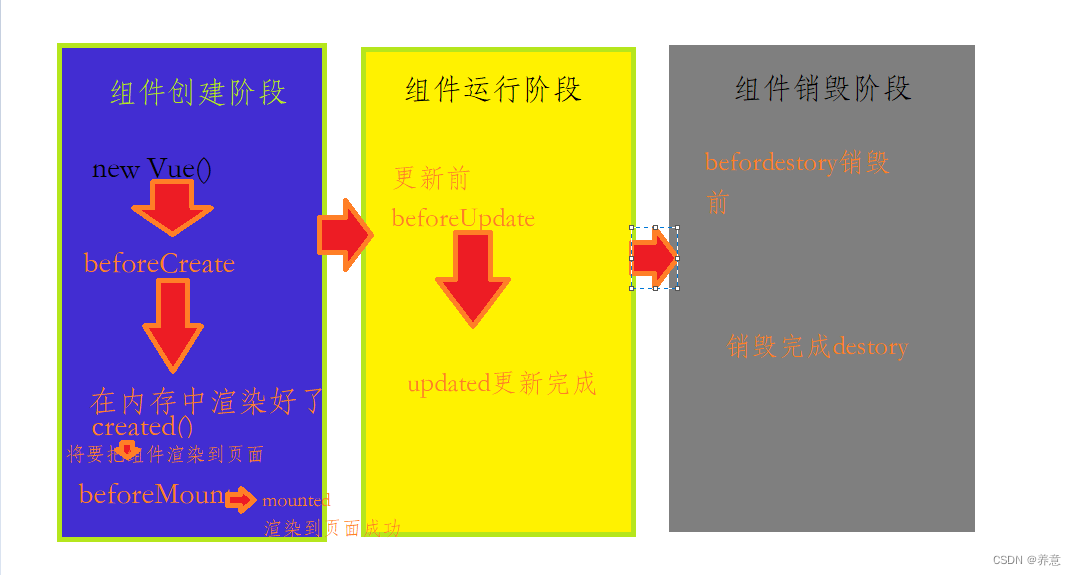 组件创建阶段
new Vue()
beforeCreate
在内存中渲染好了
created()
将要把组件渲染到页面
beforeMount
mounted
渲染到页面成功
组件运行阶段
更新前
beforeUpdate
updated更新完成
组件销毁阶段
befordestory销毁
前
销毁完成destory
CSDN @养意